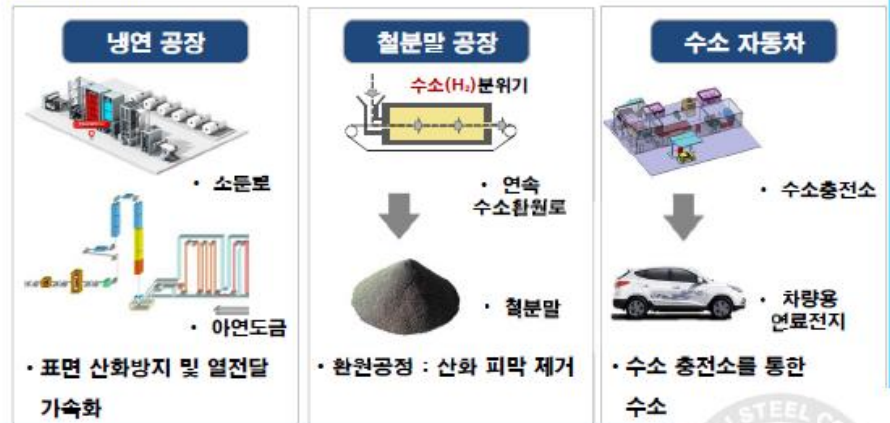 냉연 공장
• 소둔로
• 아연도금
• 표면 산화방지 및 열전달
가속화
철분말 공장
수소(H₂)분위기
• 연속
수소환원로
• 철분말
• 환원공정 : 산화 피막 제거
수소 자동차
• 수소충전소
• 차량용
연료전지
• 수소 충전소를 통한
수소
STEEL